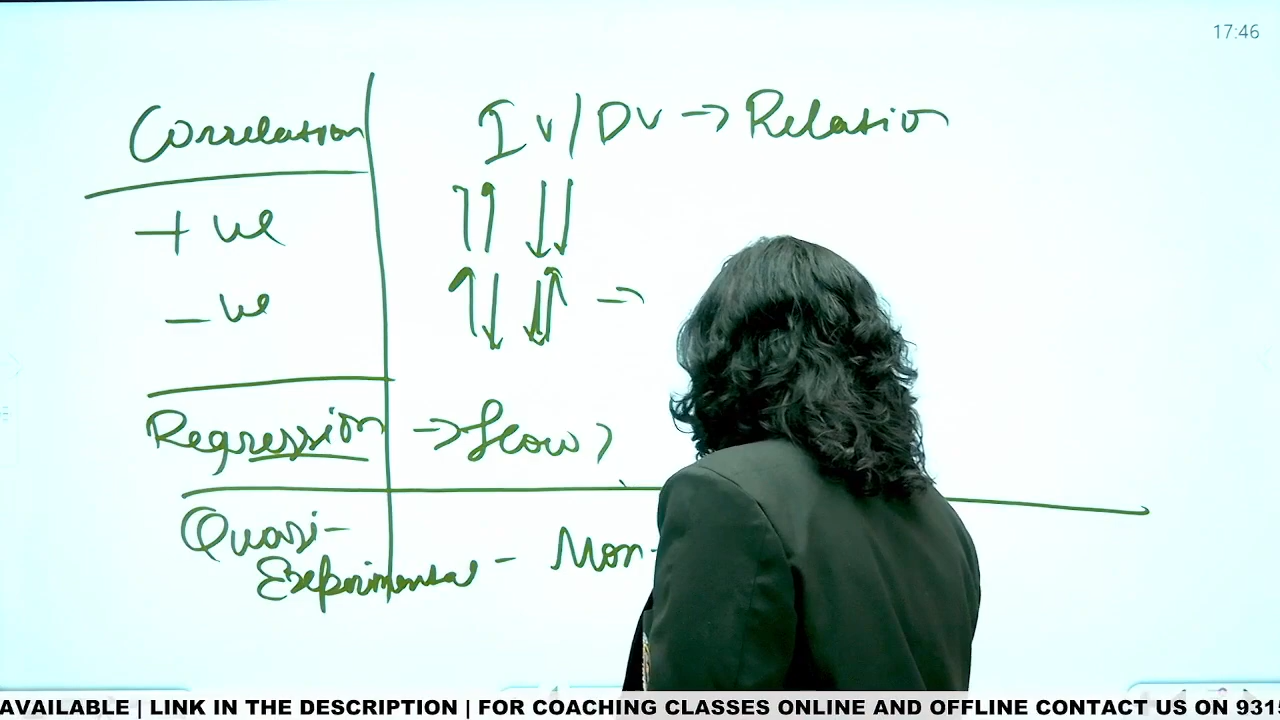 17:46
Correlation
IV/DV → Relation
+ve
-ve →
Regression → How?
Quasi-
Experimental - Non-
AVAILABLE | LINK IN THE DESCRIPTION | FOR COACHING CLASSES ONLINE AND OFFLINE CONTACT US ON 931